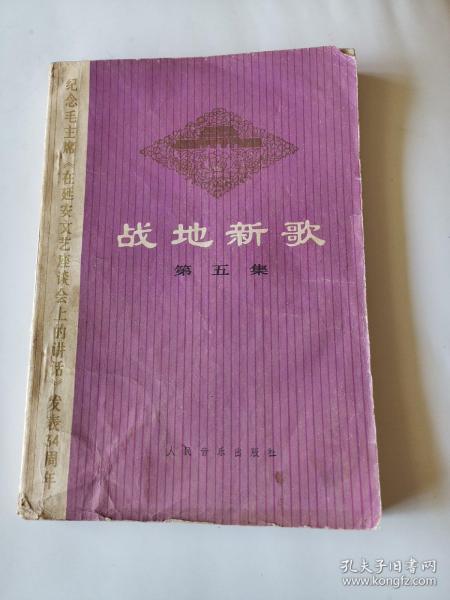 纪念毛主席《在延安文艺座谈会上的讲话》发表34周年
战地新歌
第五集
人民音乐出版社
孔夫子旧书网
www.kongfz.com